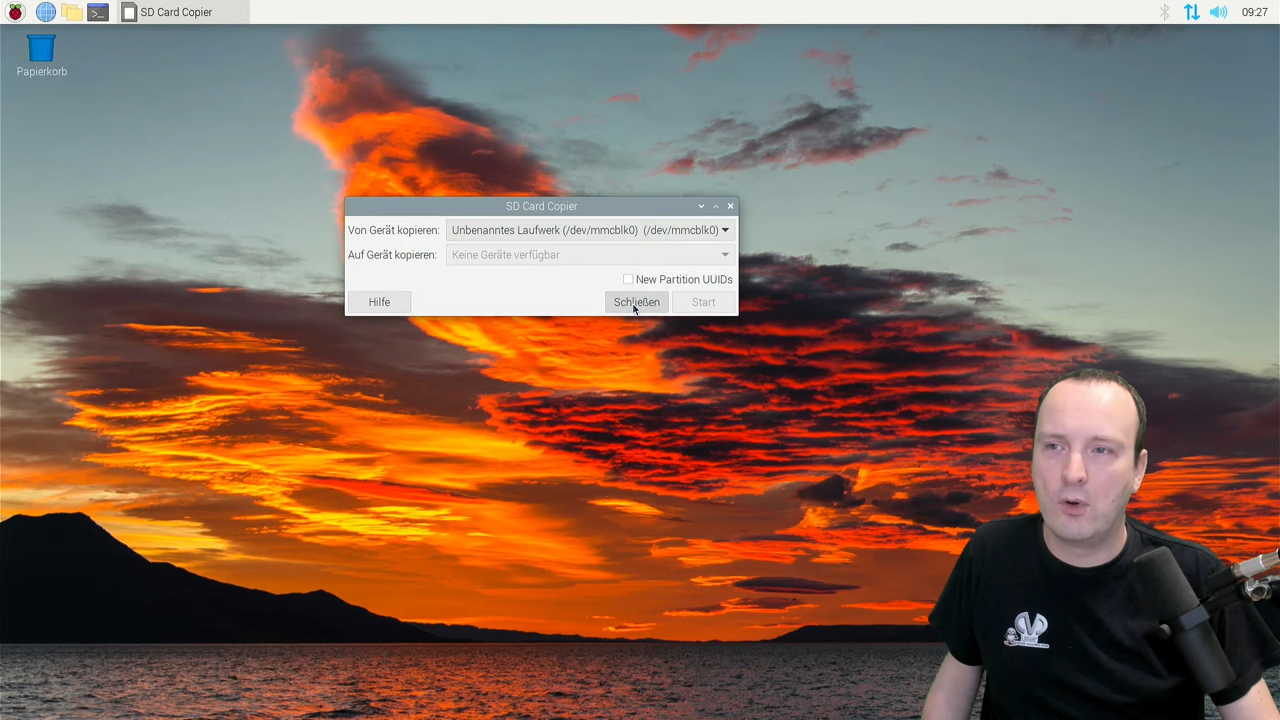 SD Card Copier
09:27
Papierkorb
SD Card Copier
Von Gerät kopieren:
Unbenanntes Laufwerk (/dev/mmcblk0) (/dev/mmcblk0)
Auf Gerät kopieren:
Keine Geräte verfügbar
New Partition UUIDs
Hilfe
Schließen
Start